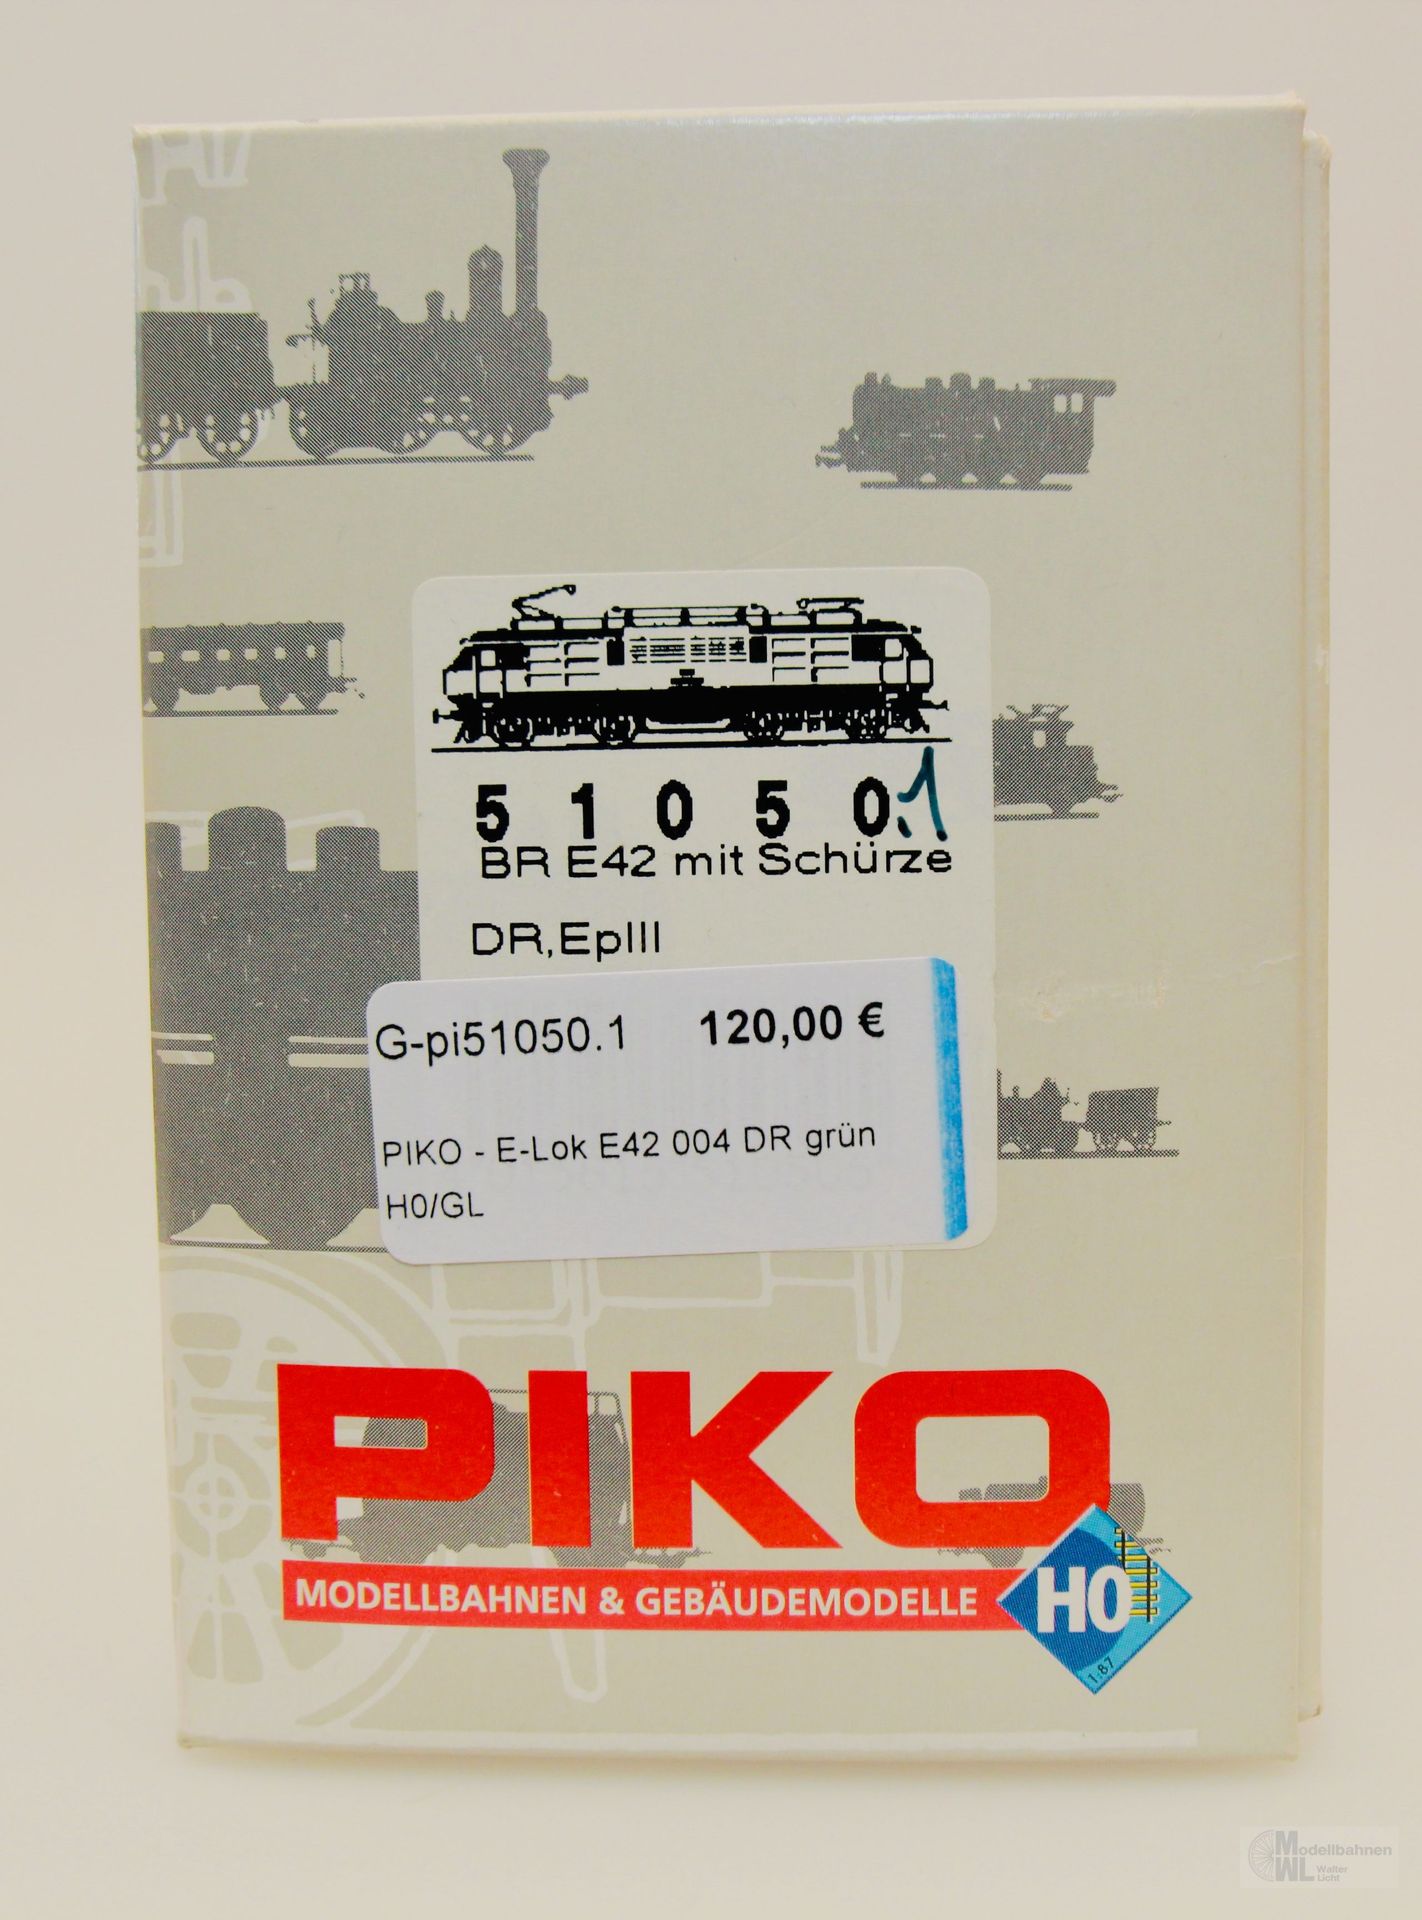 5 1 0 5 0.1
BR E42 mit Schürze
DR,EpIII
G-pi51050.1 120,00 €
PIKO - E-Lok E42 004 DR grün
H0/GL
PIKO
MODELLBAHNEN & GEBÄUDEMODELLE
H0
1:87
Modellbahnen
WL Walter
Licht